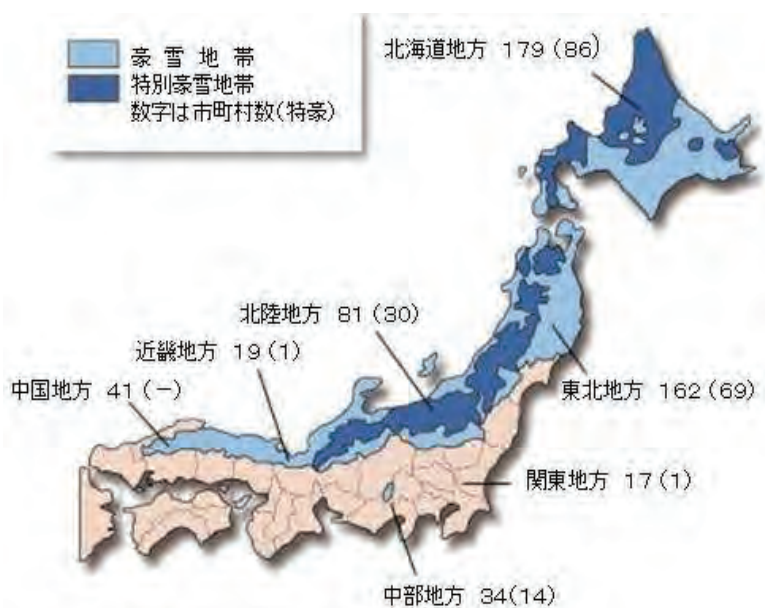 豪雪地帯
特別豪雪地帯
数字は市町村数(特豪)
北海道地方 179 (86)
北陸地方 81 (30)
近畿地方 19 (1)
中国地方 41 (−)
東北地方 162 (69)
関東地方 17 (1)
中部地方 34(14)